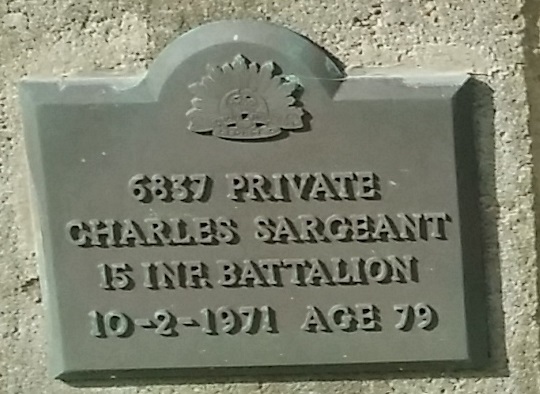 6837 PRIVATE
CHARLES SARGEANT
15 INF. BATTALION
10-2-1971 AGE 79